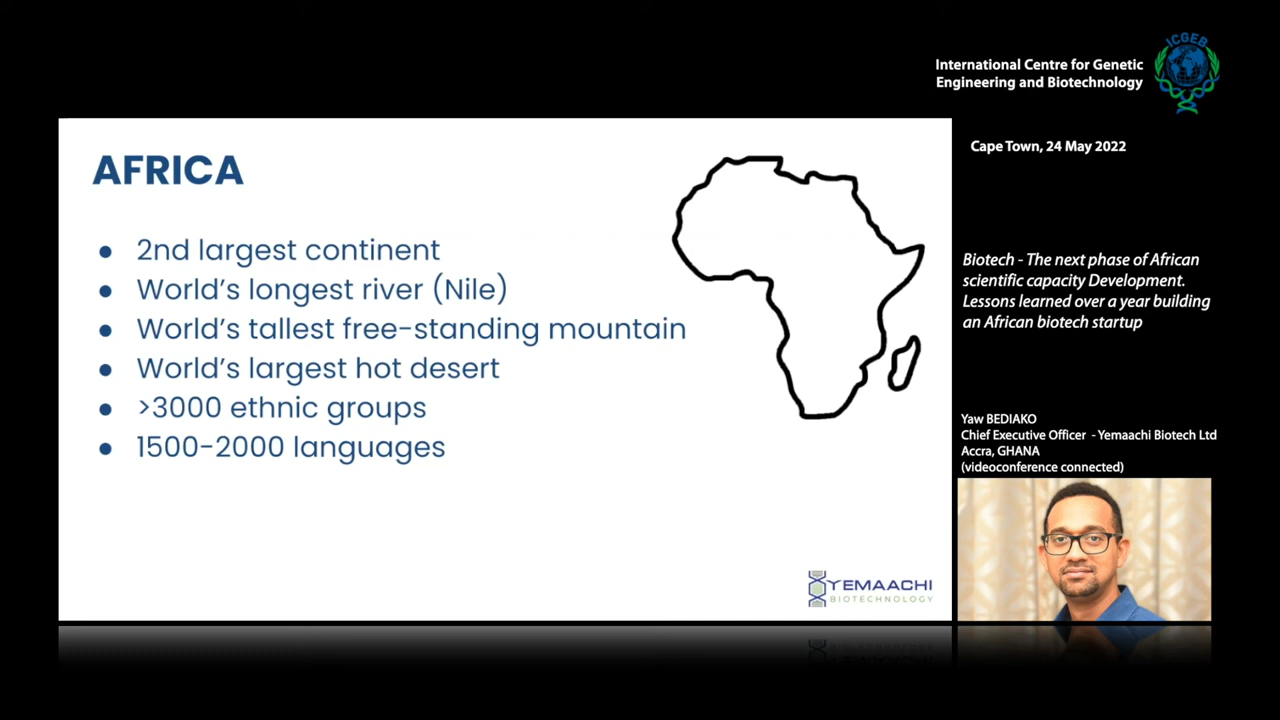 International Centre for Genetic
Engineering and Biotechnology
ICGEB
Cape Town, 24 May 2022
AFRICA
● 2nd largest continent
● World's longest river (Nile)
● World's tallest free-standing mountain
● World's largest hot desert
● >3000 ethnic groups
● 1500-2000 languages
YEMAACHI
BIOTECHNOLOGY
Biotech - The next phase of African
scientific capacity Development.
Lessons learned over a year building
an African biotech startup
Yaw BEDIAKO
Chief Executive Officer - Yemaachi Biotech Ltd
Accra, GHANA
(videoconference connected)